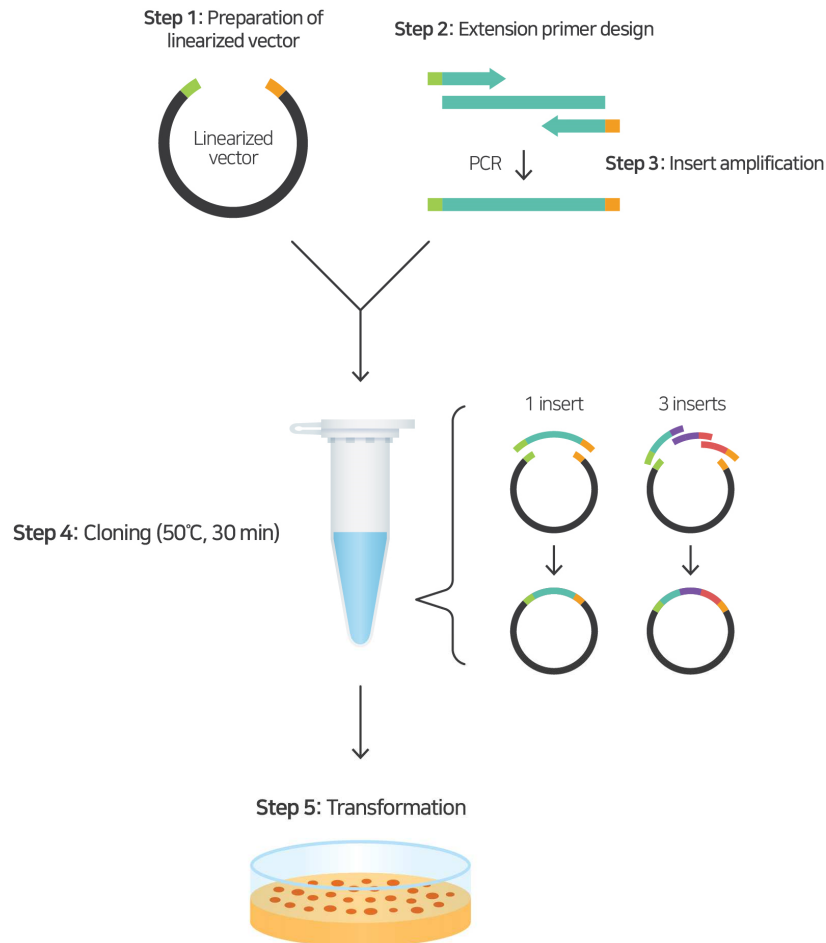 Step 1: Preparation of
linearized vector
Step 2: Extension primer design
Linearized
vector
PCR
Step 3: Insert amplification
1 insert
3 inserts
Step 4: Cloning (50℃, 30 min)
Step 5: Transformation